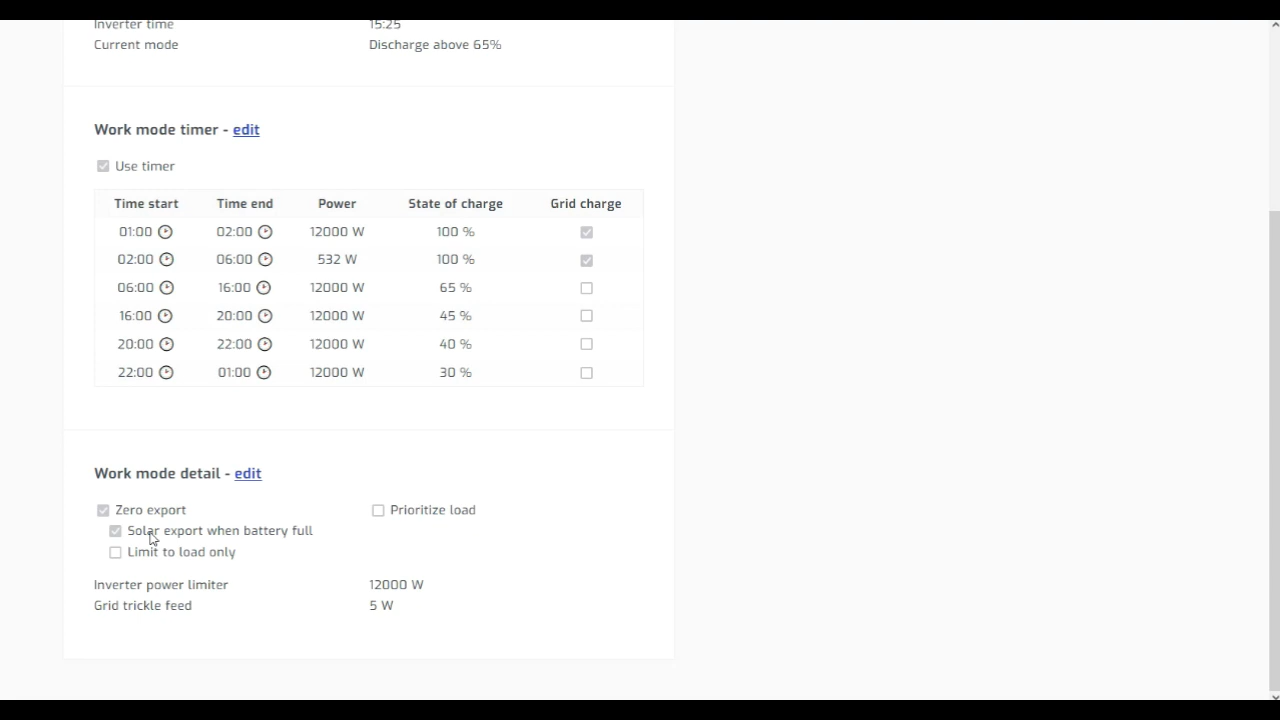 Inverter time 15:25
Current mode Discharge above 65%
Work mode timer - edit
Use timer
Time start Time end Power State of charge Grid charge
01:00 02:00 12000 W 100 %
02:00 06:00 532 W 100 %
06:00 16:00 12000 W 65 %
16:00 20:00 12000 W 45 %
20:00 22:00 12000 W 40 %
22:00 01:00 12000 W 30 %
Work mode detail - edit
Zero export Prioritize load
Solar export when battery full
Limit to load only
Inverter power limiter 12000 W
Grid trickle feed 5 W